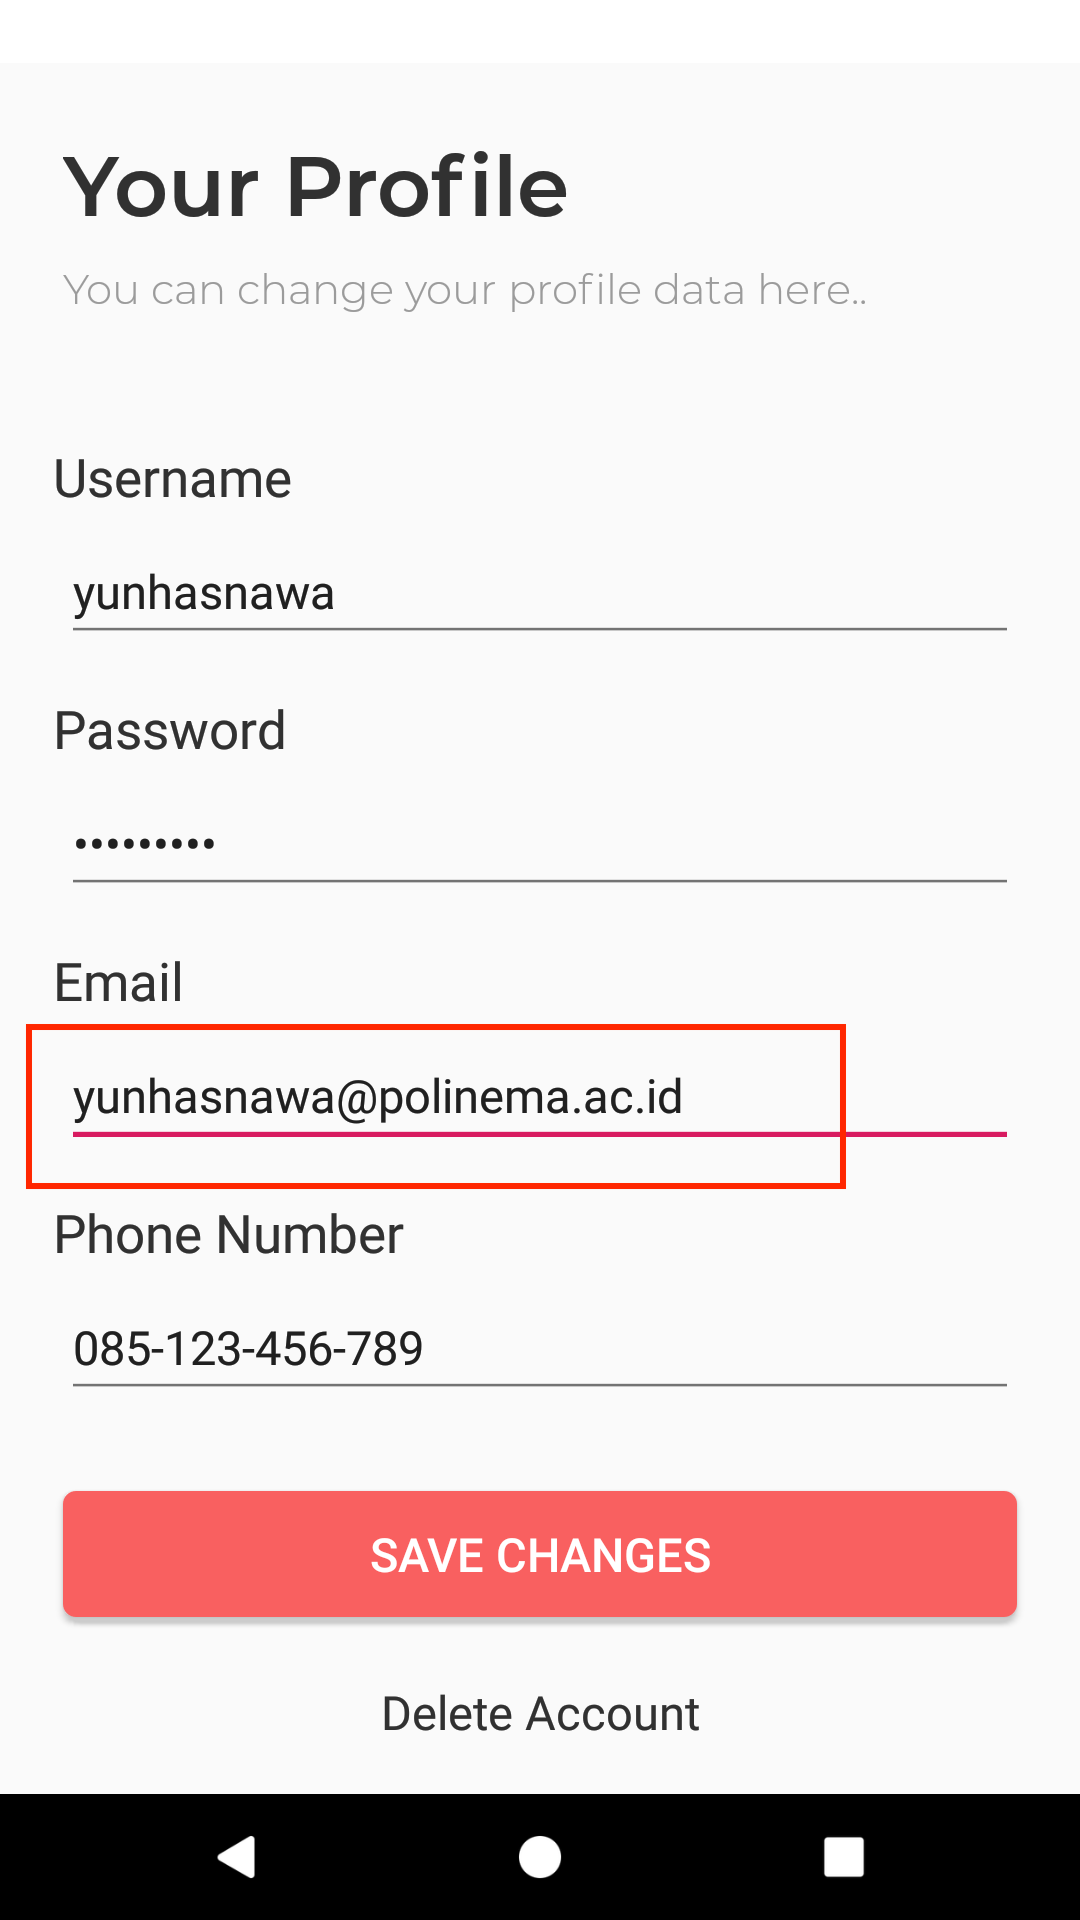 Your Profile
You can change your profile data here..
Username
yunhasnawa
Password
•••••••••
Email
yunhasnawa@polinema.ac.id
Phone Number
085-123-456-789
SAVE CHANGES
Delete Account